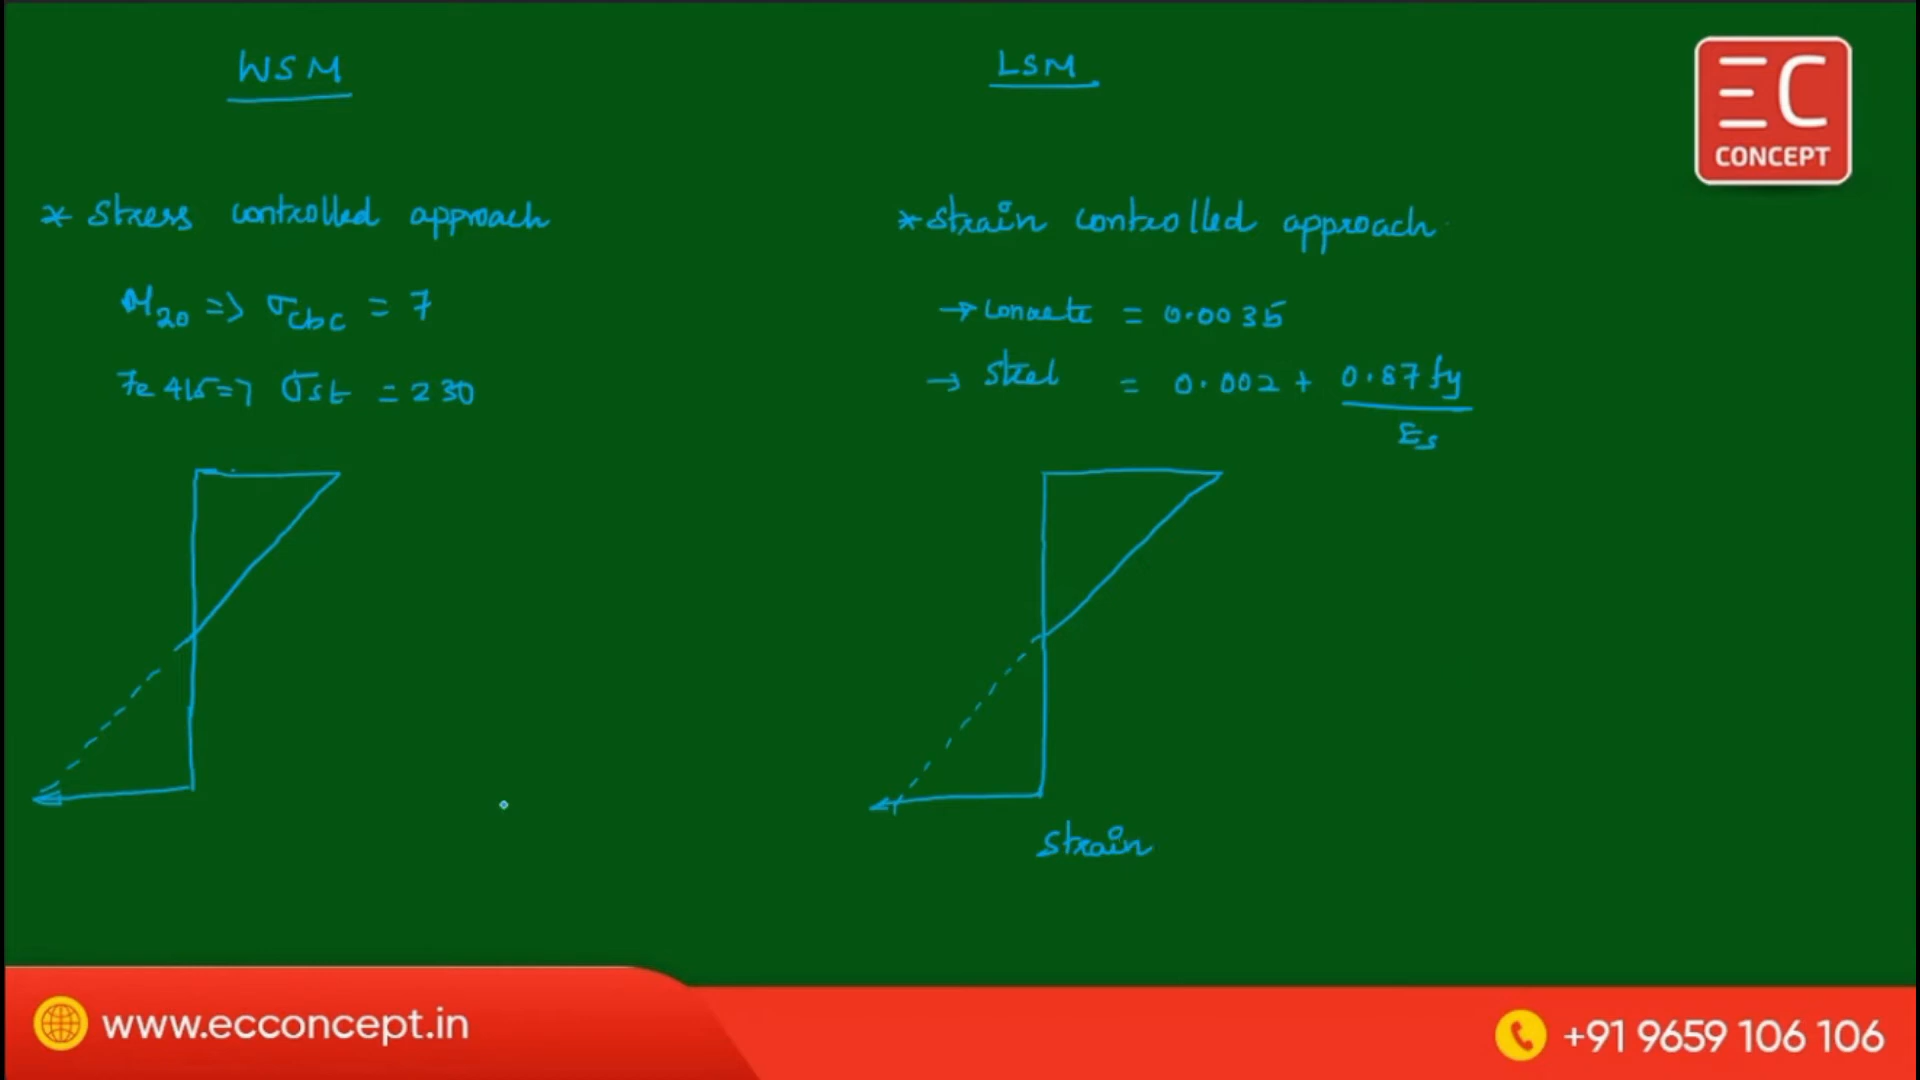 WSM
* Stress controlled approach
M20 => σcbc = 7
Fe 415 => σst = 230
LSM
* Strain controlled approach
→ Concrete = 0.0035
→ Steel = 0.002 + 0.87 fy / Es
Strain
EC
CONCEPT
www.ecconcept.in
+91 9659 106 106